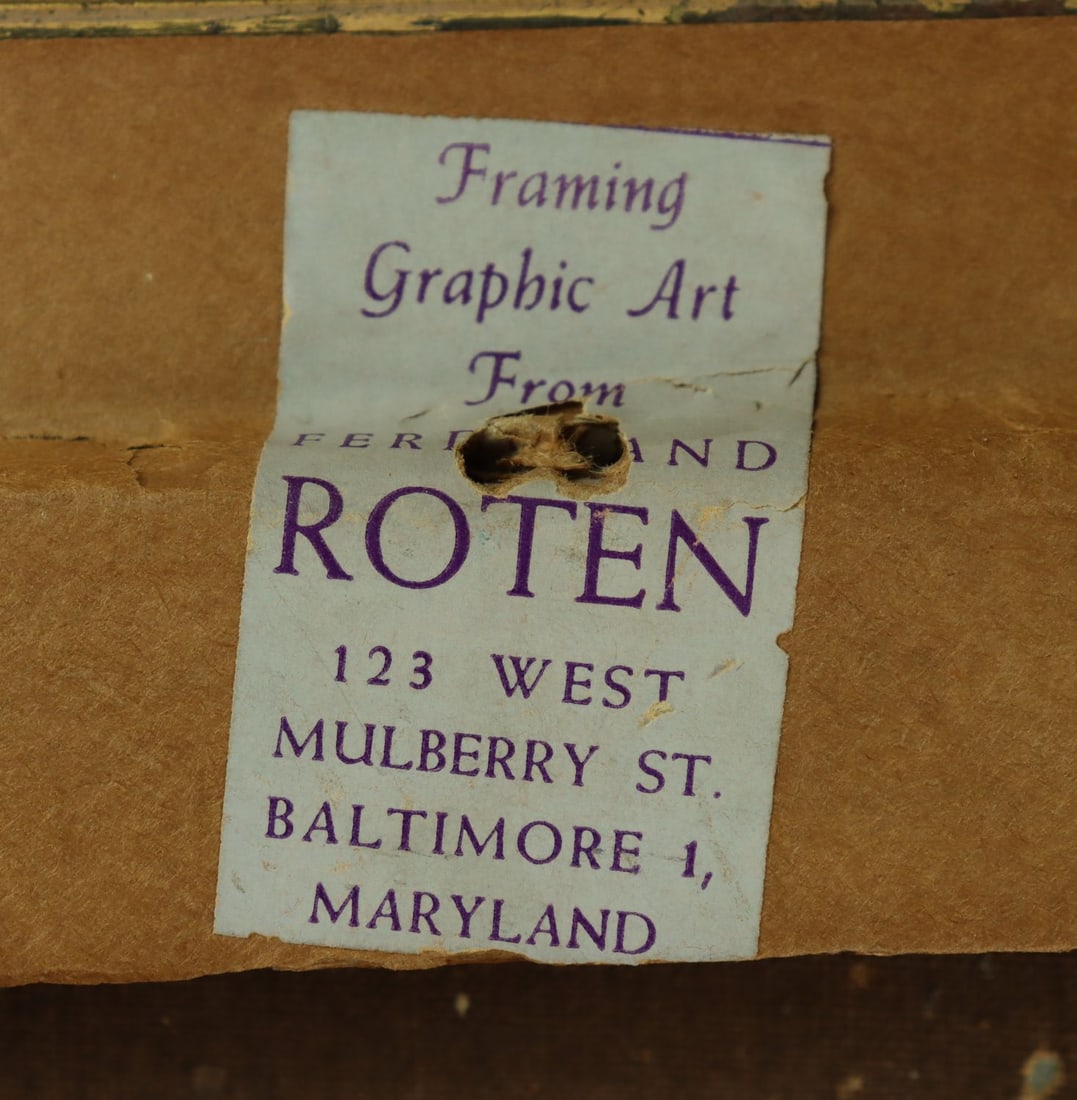 Framing
Graphic Art
From
ROTEN
123 WEST
MULBERRY ST.
BALTIMORE 1,
MARYLAND